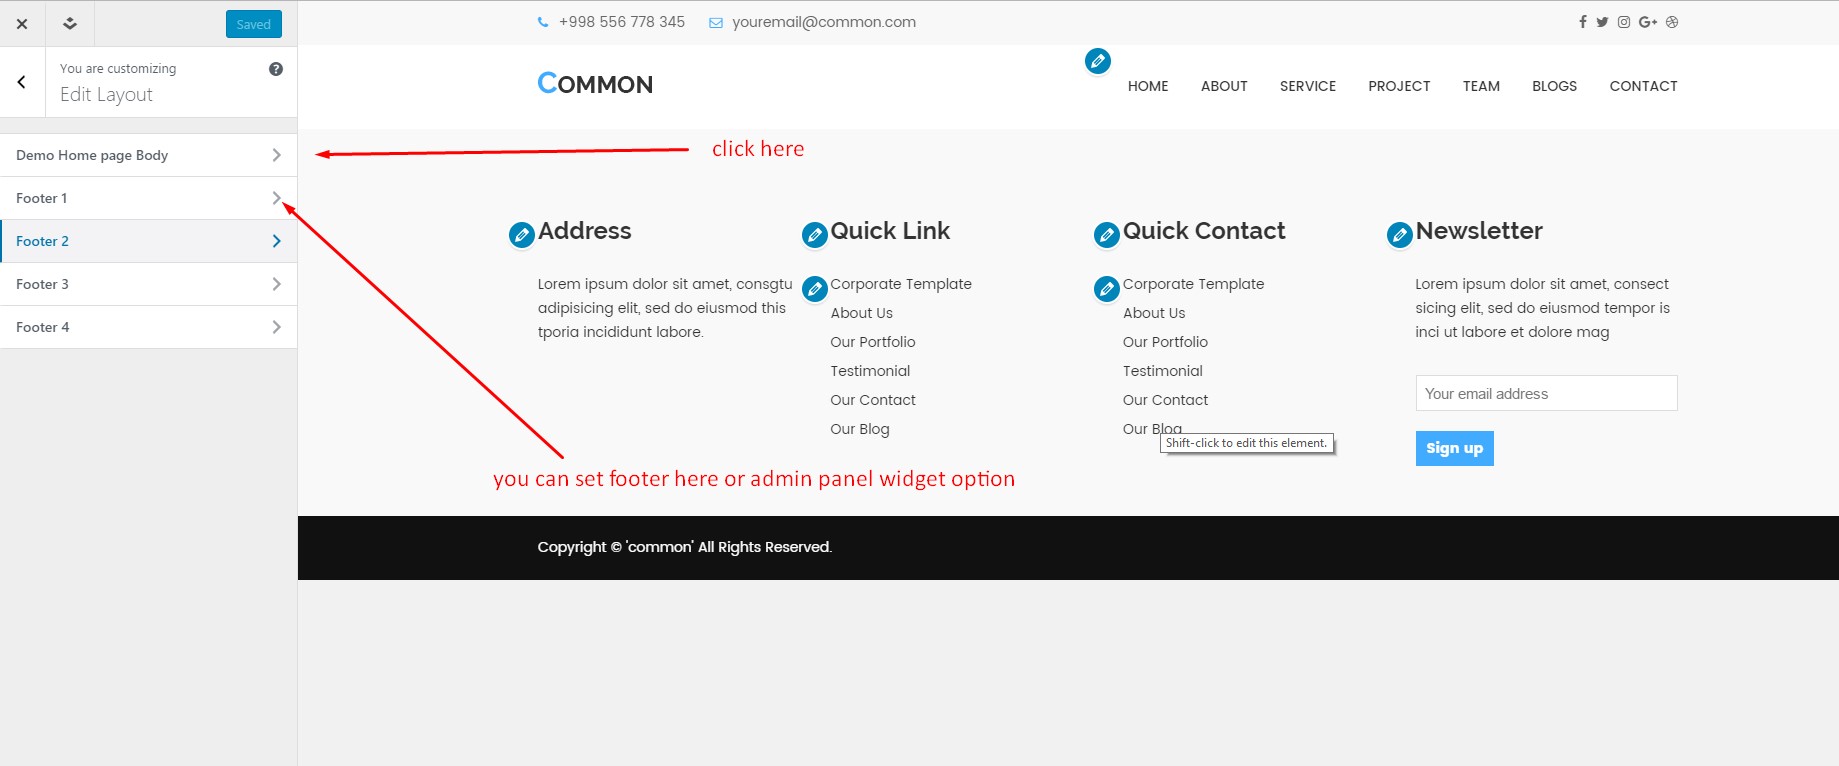 Saved
You are customizing
Edit Layout
Demo Home page Body
Footer 1
Footer 2
Footer 3
Footer 4
+998 556 778 345 youremail@common.com
COMMON
HOME ABOUT SERVICE PROJECT TEAM BLOGS CONTACT
click here
Address
Lorem ipsum dolor sit amet, consgtu
adipisicing elit, sed do eiusmod this
tporia incididunt labore.
Quick Link
Corporate Template
About Us
Our Portfolio
Testimonial
Our Contact
Our Blog
Quick Contact
Corporate Template
About Us
Our Portfolio
Testimonial
Our Contact
Our Blog
Shift-click to edit this element.
Newsletter
Lorem ipsum dolor sit amet, consect
sicing elit, sed do eiusmod tempor is
inci ut labore et dolore mag
Your email address
Sign up
you can set footer here or admin panel widget option
Copyright © 'common' All Rights Reserved.